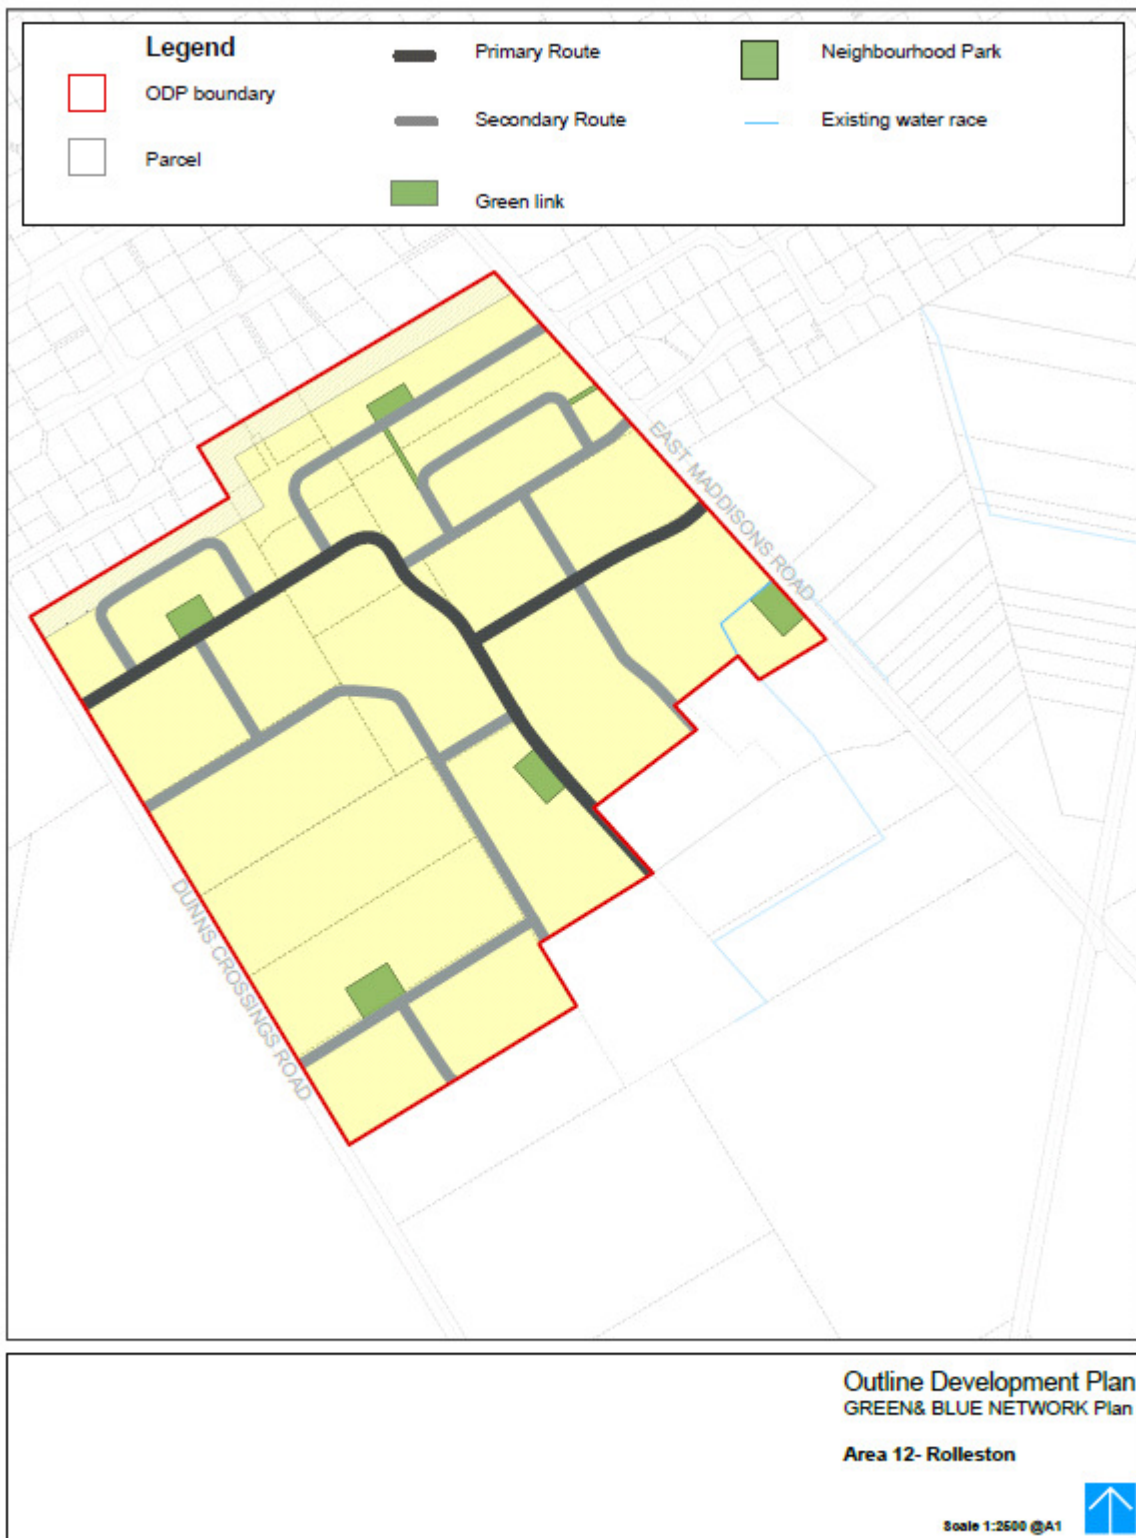 Legend
Primary Route
Neighbourhood Park
ODP boundary
Secondary Route
Existing water race
Parcel
Green link
EAST MADDISONS ROAD
DUNNS CROSSINGS ROAD
Outline Development Plan
GREEN& BLUE NETWORK Plan
Area 12- Rolleston
Scale 1:2500 @A1